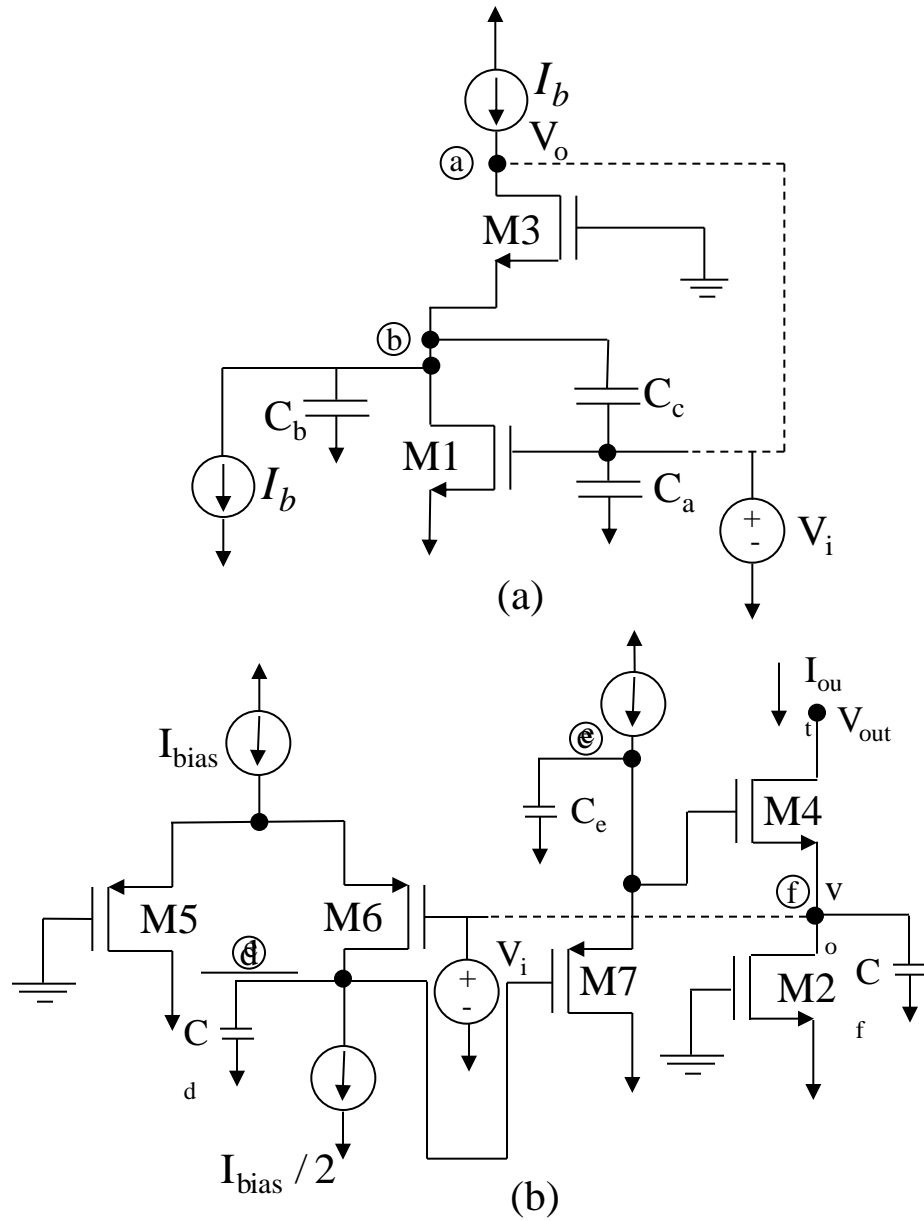 I_b
V_o
a
M3
b
C_b
C_c
M1
I_b
C_a
+
-
V_i
(a)
I_bias
I_ou
t
V_out
e
C_e
M4
M5
M6
f
v
d
V_i
+
-
M7
o
C
C
M2
f
d
I_bias / 2
(b)